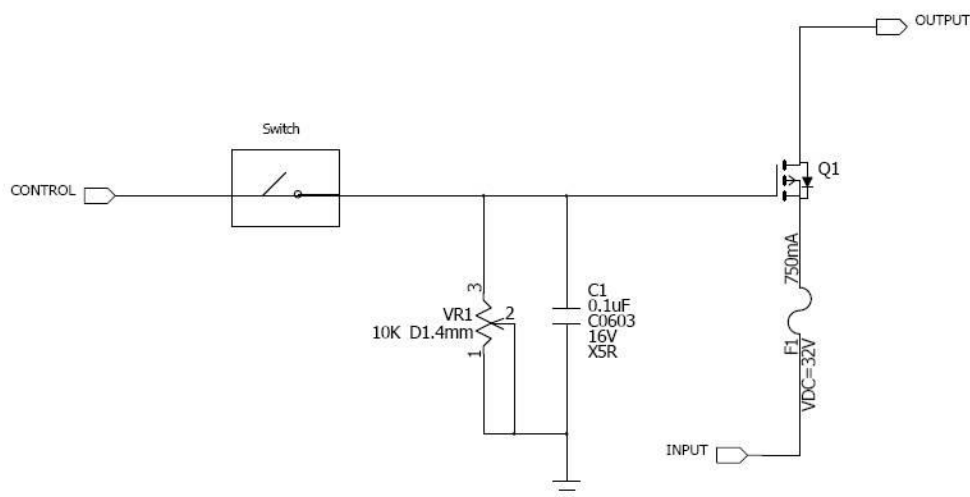 OUTPUT
Switch
Q1
CONTROL
750mA
3
C1
0.1uF
VR1
2
C0603
10K D1.4mm
16V
1
X5R
F1
VDC=32V
INPUT